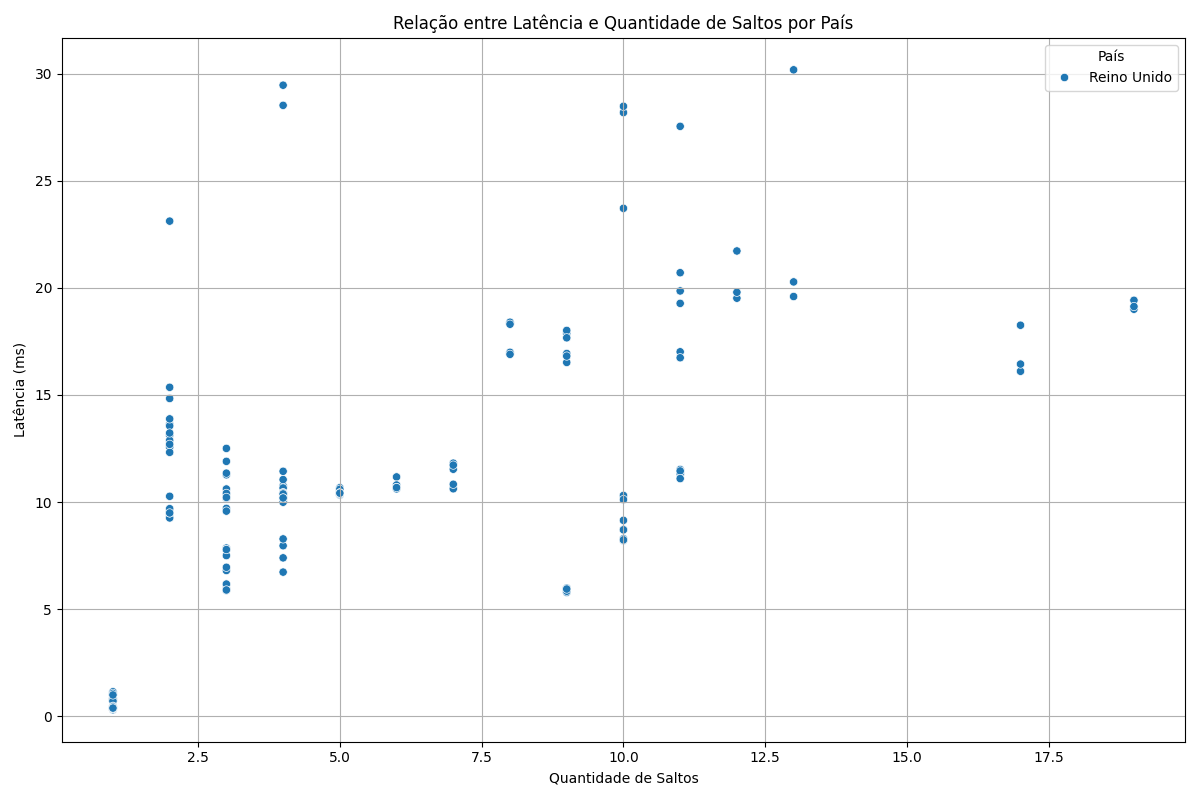 Relação entre Latência e Quantidade de Saltos por País
País
Reino Unido
30
25
20
15
10
5
0
Latência (ms)
2.5 5.0 7.5 10.0 12.5 15.0 17.5
Quantidade de Saltos